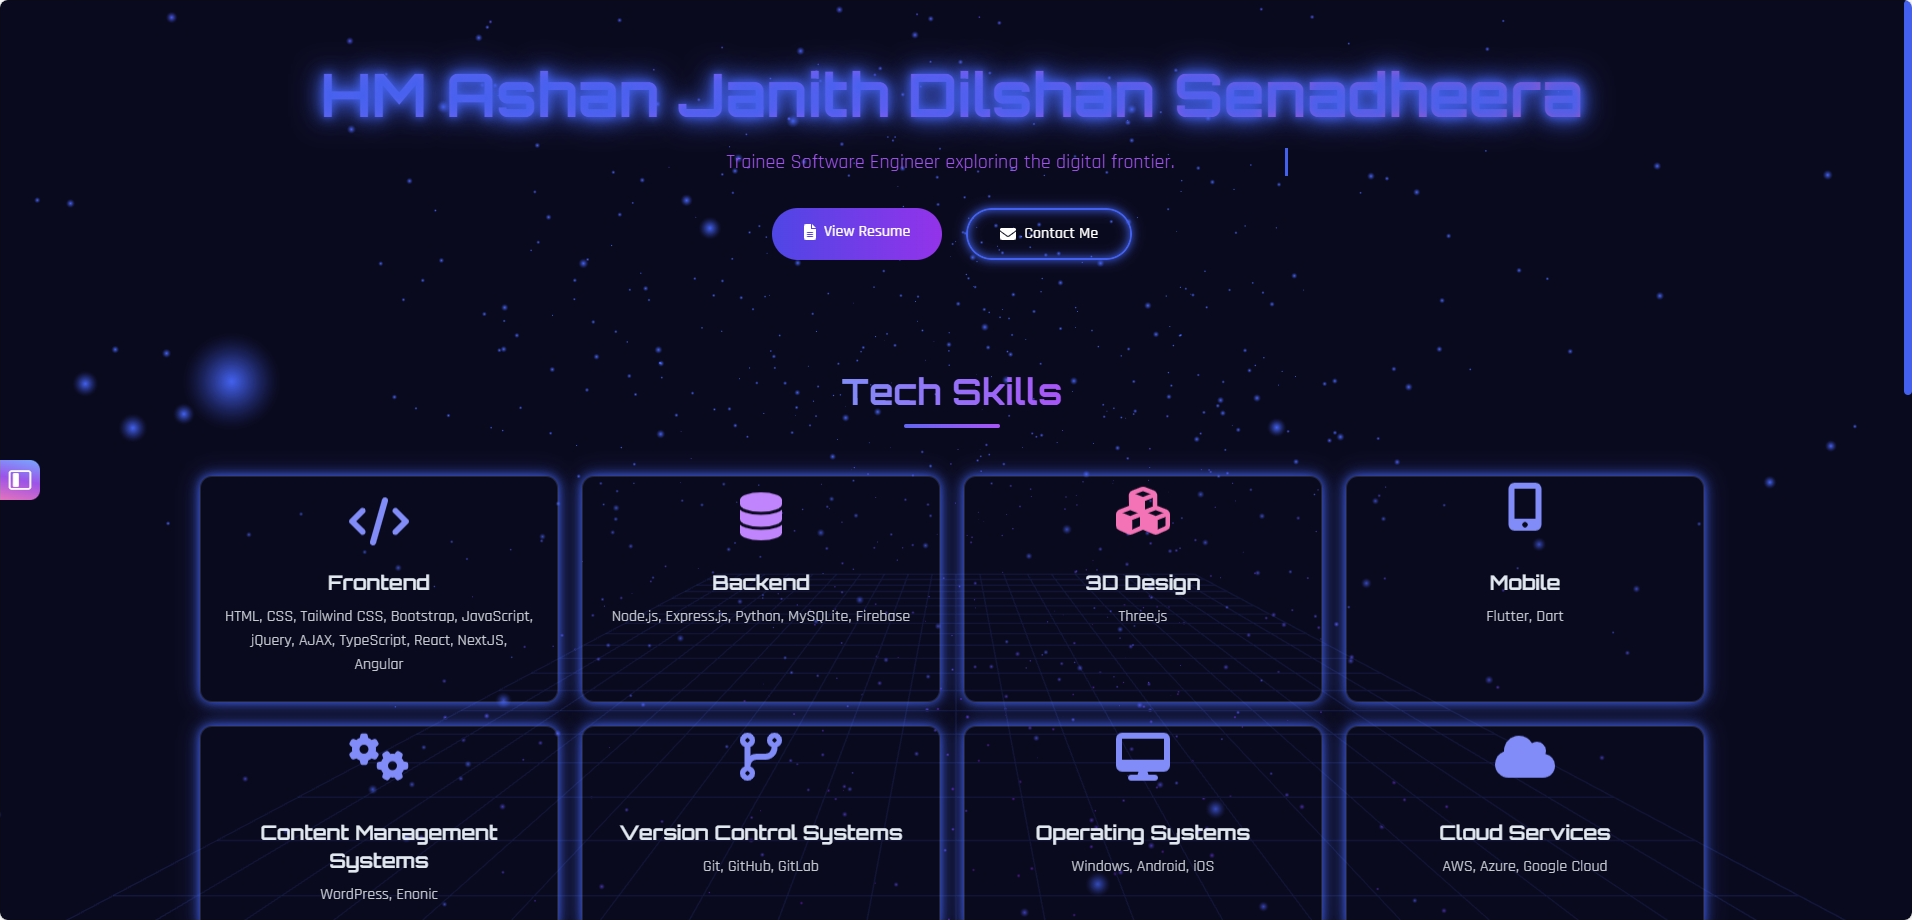 HM Ashan Janith Dilshan Senadheera
Trainee Software Engineer exploring the digital frontier.
View Resume
Contact Me
Tech Skills
Frontend
HTML, CSS, Tailwind CSS, Bootstrap, JavaScript,
jQuery, AJAX, TypeScript, React, NextJS,
Angular
Backend
Node.js, Express.js, Python, MySQLite, Firebase
3D Design
Three.js
Mobile
Flutter, Dart
Content Management
Systems
WordPress, Enonic
Version Control Systems
Git, GitHub, GitLab
Operating Systems
Windows, Android, iOS
Cloud Services
AWS, Azure, Google Cloud